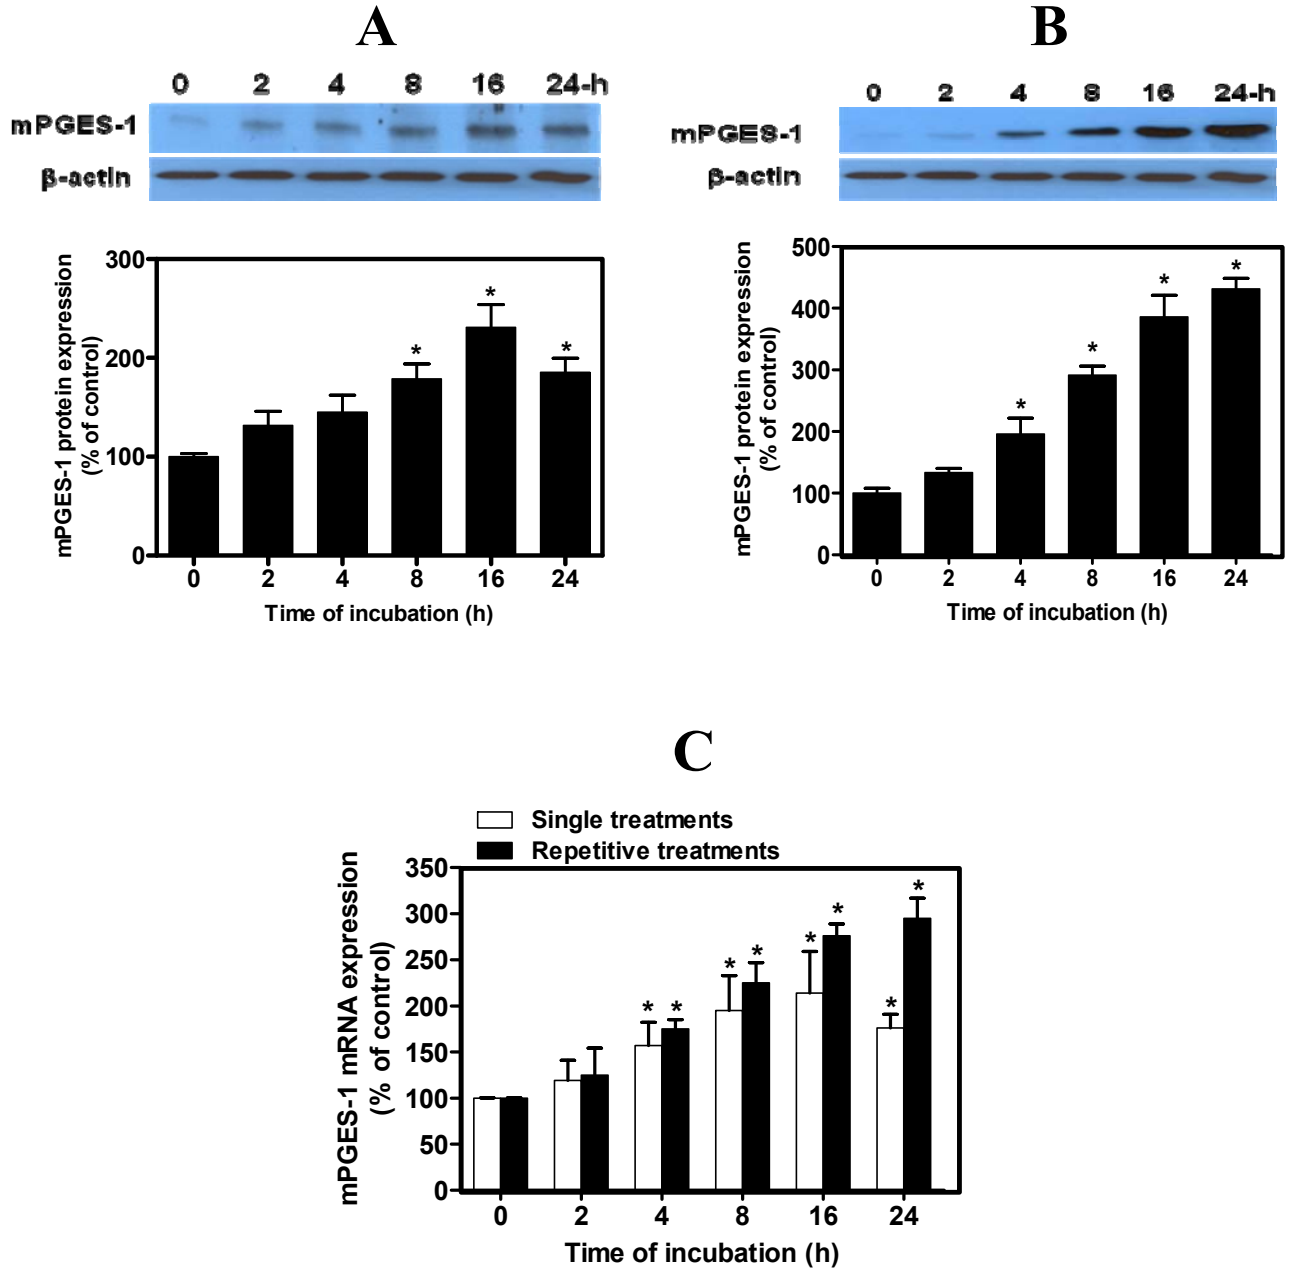 A
0 2 4 8 16 24-h
mPGES-1
β-actin
mPGES-1 protein expression
(% of control)
300
200
100
0
*
*
*
0 2 4 8 16 24
Time of incubation (h)
B
0 2 4 8 16 24-h
mPGES-1
β-actin
mPGES-1 protein expression
(% of control)
500
400
300
200
100
0
*
*
*
*
0 2 4 8 16 24
Time of incubation (h)
C
Single treatments
Repetitive treatments
mPGES-1 mRNA expression
(% of control)
350
300
250
200
150
100
50
0
* *
* *
* *
* *
0 2 4 8 16 24
Time of incubation (h)